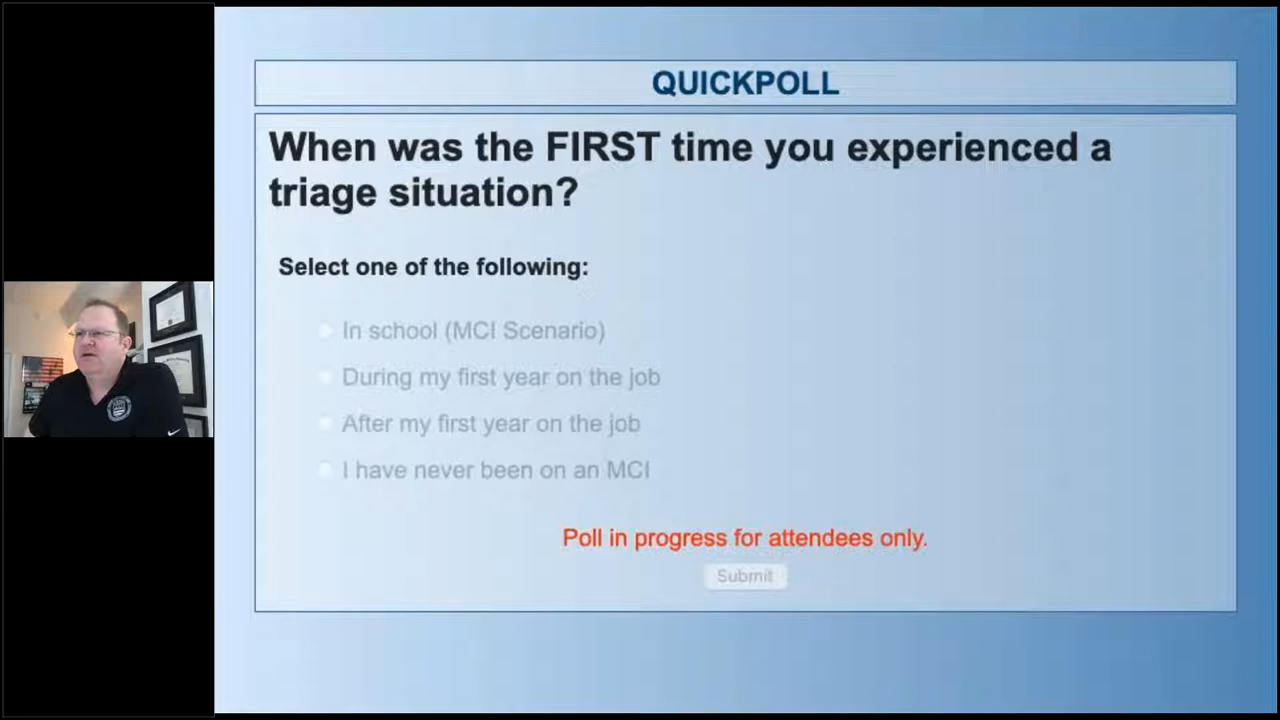 QUICKPOLL
When was the FIRST time you experienced a
triage situation?
Select one of the following:
In school (MCI Scenario)
During my first year on the job
After my first year on the job
I have never been on an MCI
Poll in progress for attendees only.
Submit